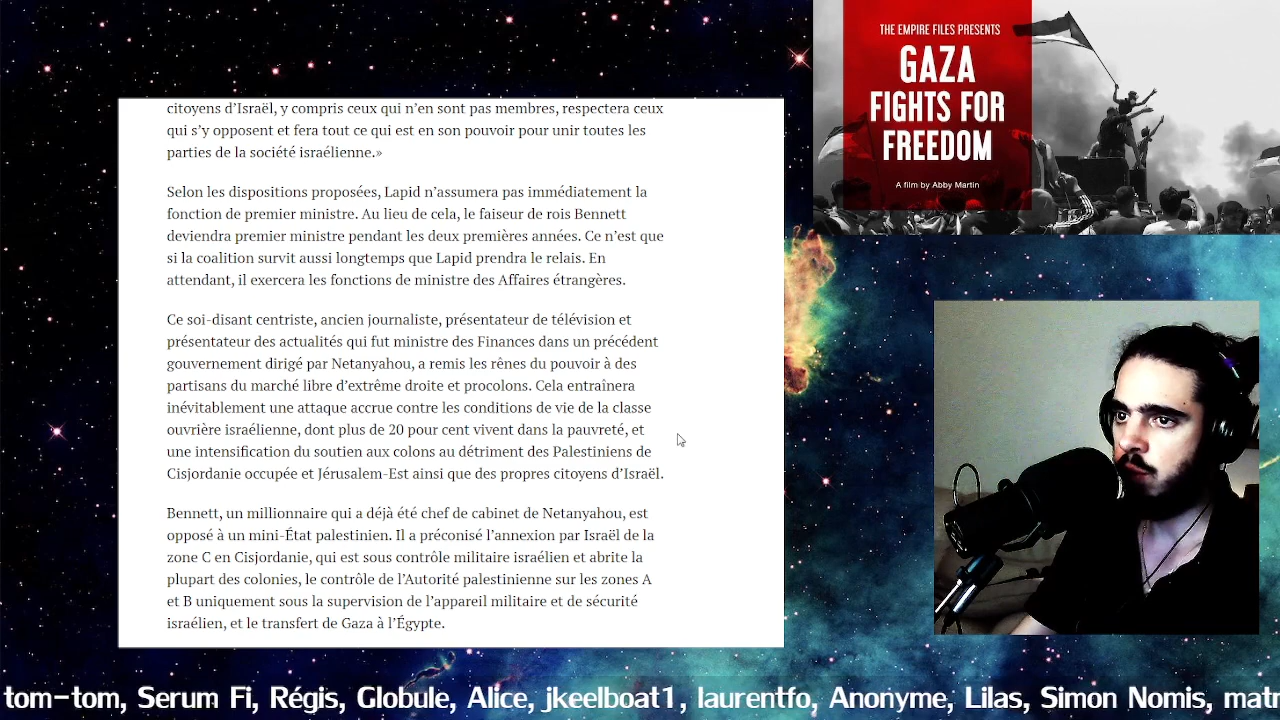 citoyens d’Israël, y compris ceux qui n’en sont pas membres, respectera ceux
qui s’y opposent et fera tout ce qui est en son pouvoir pour unir toutes les
parties de la société israélienne.»
Selon les dispositions proposées, Lapid n’assumera pas immédiatement la
fonction de premier ministre. Au lieu de cela, le faiseur de rois Bennett
deviendra premier ministre pendant les deux premières années. Ce n’est que
si la coalition survit aussi longtemps que Lapid prendra le relais. En
attendant, il exercera les fonctions de ministre des Affaires étrangères.
Ce soi-disant centriste, ancien journaliste, présentateur de télévision et
présentateur des actualités qui fut ministre des Finances dans un précédent
gouvernement dirigé par Netanyahou, a remis les rênes du pouvoir à des
partisans du marché libre d’extrême droite et procolons. Cela entraînera
inévitablement une attaque accrue contre les conditions de vie de la classe
ouvrière israélienne, dont plus de 20 pour cent vivent dans la pauvreté, et
une intensification du soutien aux colons au détriment des Palestiniens de
Cisjordanie occupée et Jérusalem-Est ainsi que des propres citoyens d’Israël.
Bennett, un millionnaire qui a déjà été chef de cabinet de Netanyahou, est
opposé à un mini-État palestinien. Il a préconisé l’annexion par Israël de la
zone C en Cisjordanie, qui est sous contrôle militaire israélien et abrite la
plupart des colonies, le contrôle de l’Autorité palestinienne sur les zones A
et B uniquement sous la supervision de l’appareil militaire et de sécurité
israélien, et le transfert de Gaza à l’Égypte.
THE EMPIRE FILES PRESENTS
GAZA
FIGHTS FOR
FREEDOM
A film by Abby Martin
tom-tom, Serum Fi, Régis, Globule, Alice, jkeelboat1, laurentfo, Anonyme, Lilas, Simon Nomis, matr